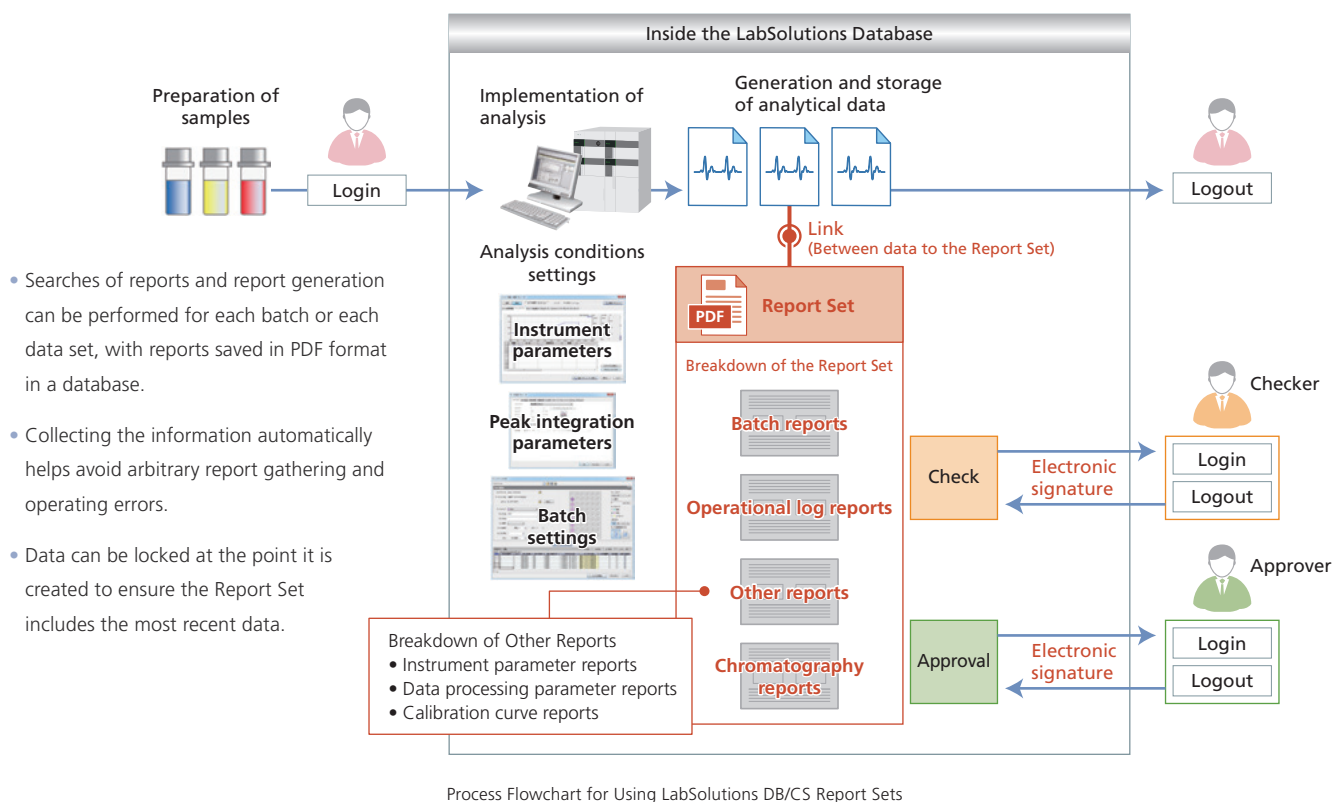 Inside the LabSolutions Database
Preparation of
samples
Login
Implementation of
analysis
Generation and storage
of analytical data
Logout
Link
(Between data to the Report Set)
Analysis conditions
settings
Instrument
parameters
Peak integration
parameters
Batch
settings
• Searches of reports and report generation
can be performed for each batch or each
data set, with reports saved in PDF format
in a database.
• Collecting the information automatically
helps avoid arbitrary report gathering and
operating errors.
• Data can be locked at the point it is
created to ensure the Report Set
includes the most recent data.
PDF
Report Set
Breakdown of the Report Set
Batch reports
Operational log reports
Other reports
Chromatography
reports
Breakdown of Other Reports
• Instrument parameter reports
• Data processing parameter reports
• Calibration curve reports
Check
Electronic
signature
Checker
Login
Logout
Approval
Electronic
signature
Approver
Login
Logout
Process Flowchart for Using LabSolutions DB/CS Report Sets